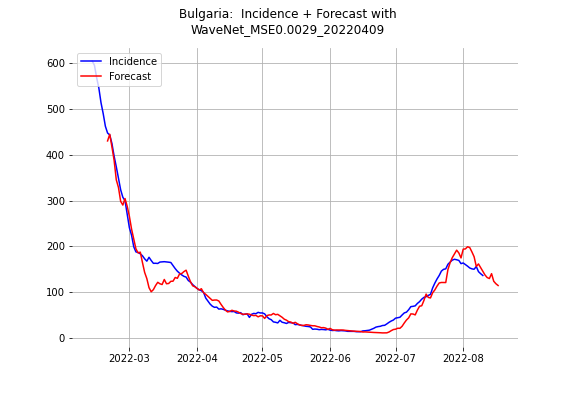 Bulgaria: Incidence + Forecast with
WaveNet_MSE0.0029_20220409
Incidence
Forecast
600
500
400
300
200
100
0
2022-03 2022-04 2022-05 2022-06 2022-07 2022-08